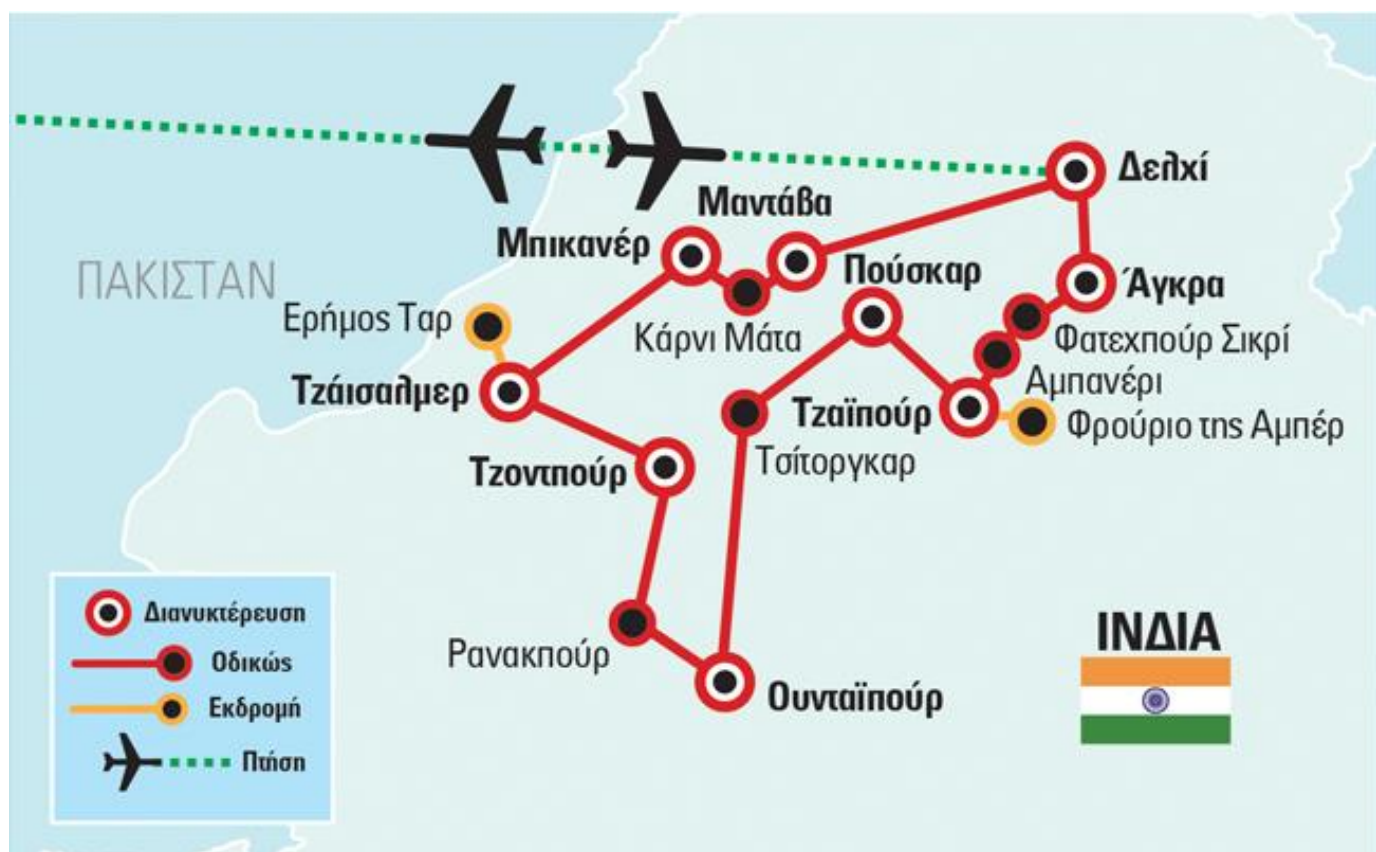 Δελχί
Μαντάβα
Μπικανέρ
Πούσκαρ
ΠΑΚΙΣΤΑΝ
Άγκρα
Ερήμος Ταρ
Κάρνι Μάτα
Φατεχπούρ Σικρί
Τζάισαλμερ
Αμπανέρι
Τζαϊπούρ
Φρούριο της Αμπέρ
Τσίτοργκαρ
Τζοντπούρ
Ρανακπούρ
Ουνταϊπούρ
ΙΝΔΙΑ
Διανυκτέρευση
Οδικώς
Εκδρομή
Πτήση